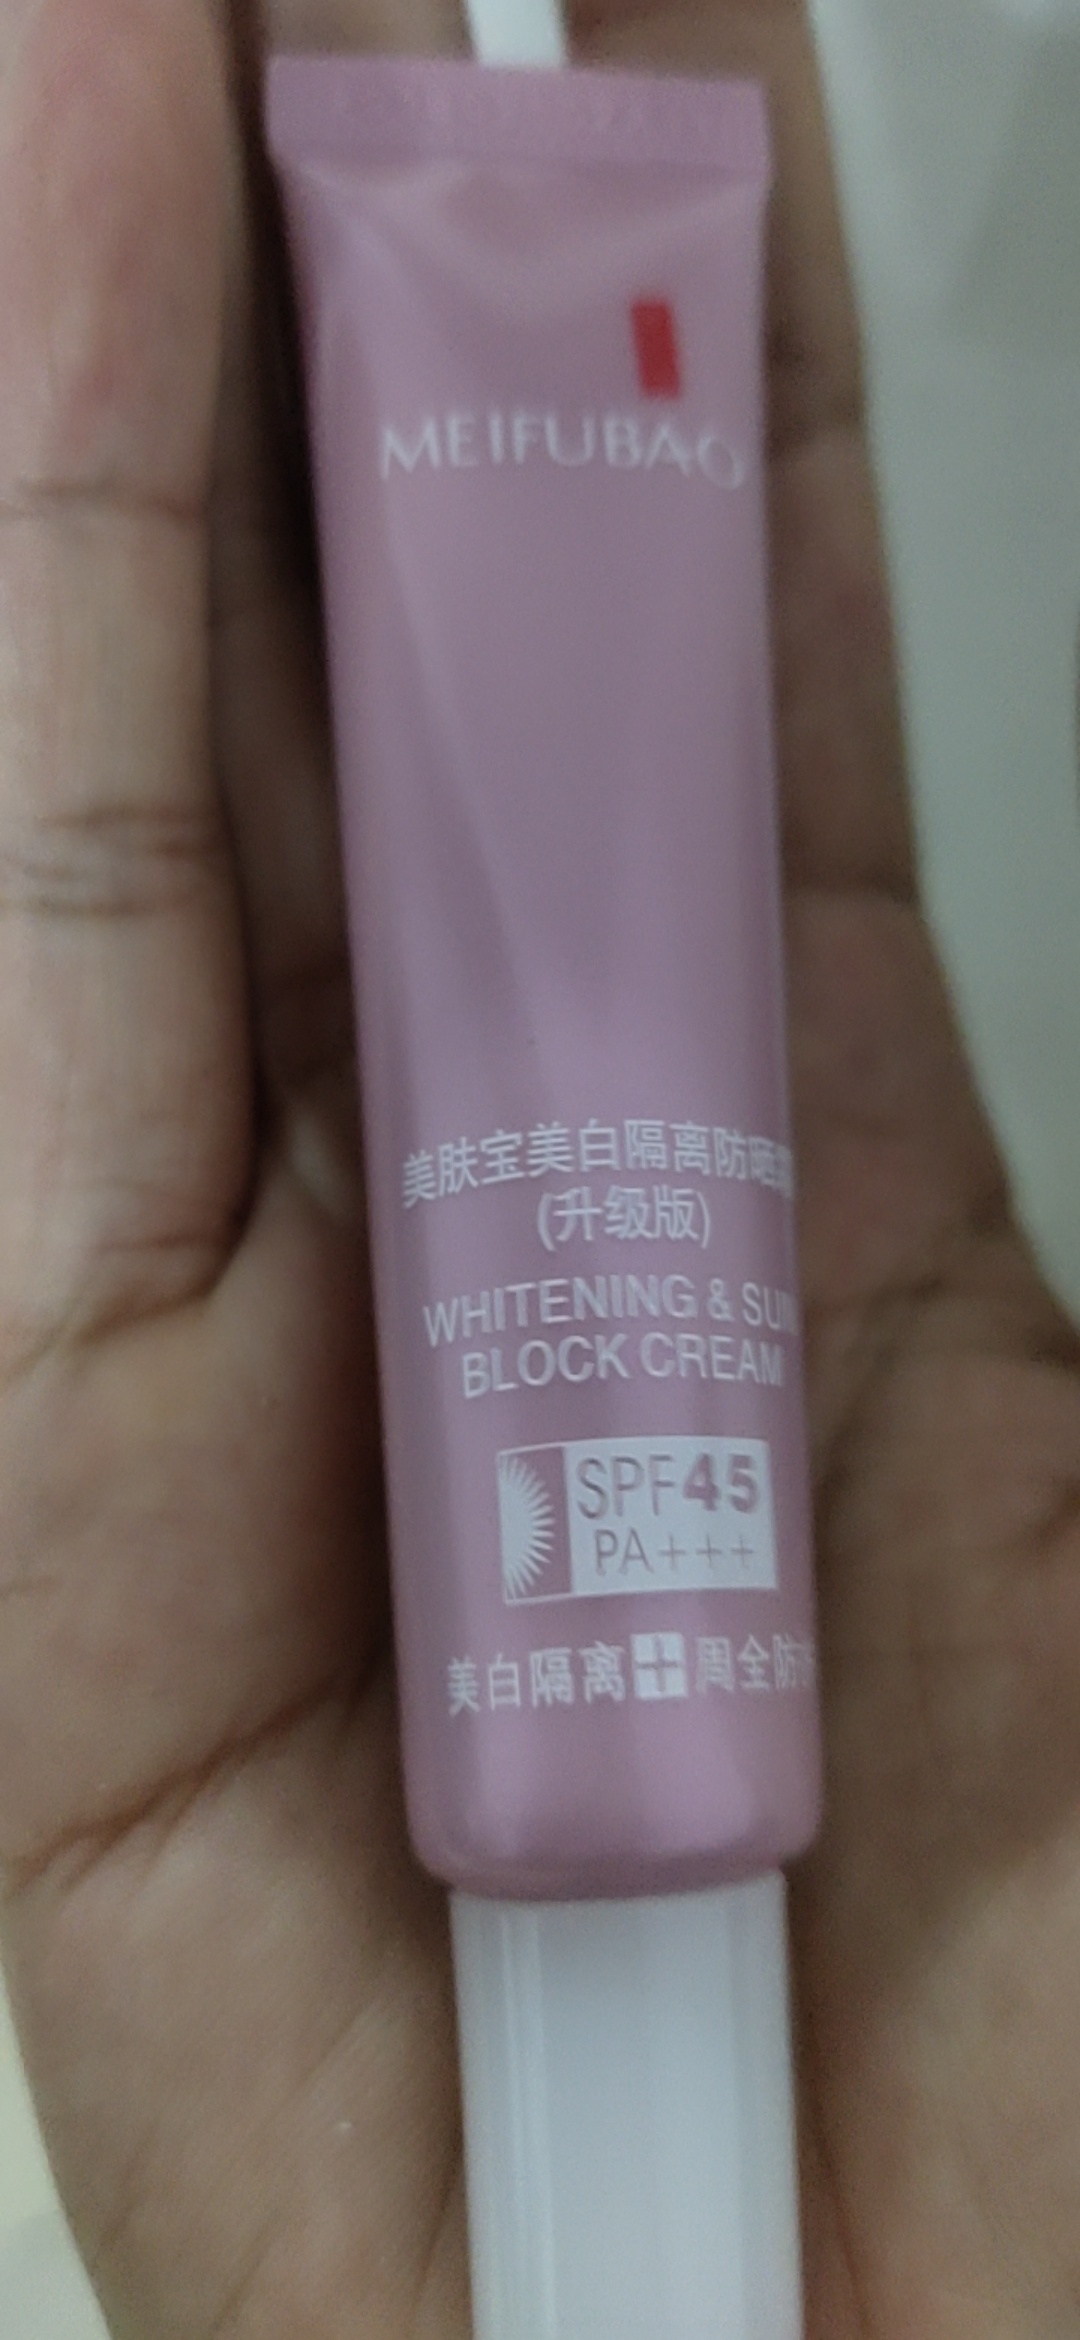 MEIFUBAO
美肤宝美白隔离防晒霜
(升级版)
WHITENING & SUN
BLOCK CREAM
SPF45
PA+++
美白隔离 周全防